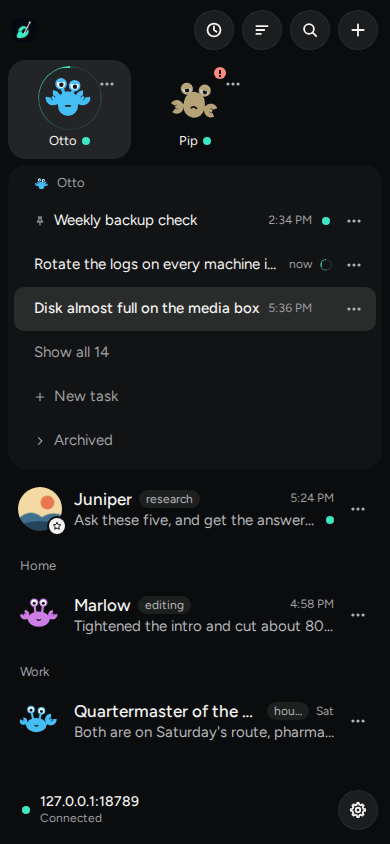 Otto
Pip
Otto
Weekly backup check 2:34 PM
Rotate the logs on every machine i... now
Disk almost full on the media box 5:36 PM
Show all 14
New task
Archived
Juniper research 5:24 PM
Ask these five, and get the answer...
Home
Marlow editing 4:58 PM
Tightened the intro and cut about 80...
Work
Quartermaster of the ... hou... Sat
Both are on Saturday's route, pharma...
127.0.0.1:18789
Connected